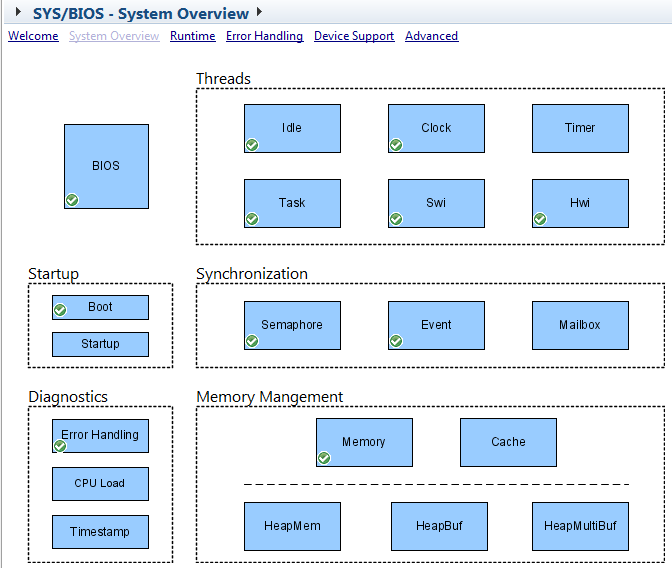 SYS/BIOS - System Overview
Welcome System Overview Runtime Error Handling Device Support Advanced
Threads
BIOS
Idle Clock Timer
Task Swi Hwi
Startup
Boot
Startup
Synchronization
Semaphore Event Mailbox
Diagnostics
Error Handling
CPU Load
Timestamp
Memory Mangement
Memory Cache
HeapMem HeapBuf HeapMultiBuf